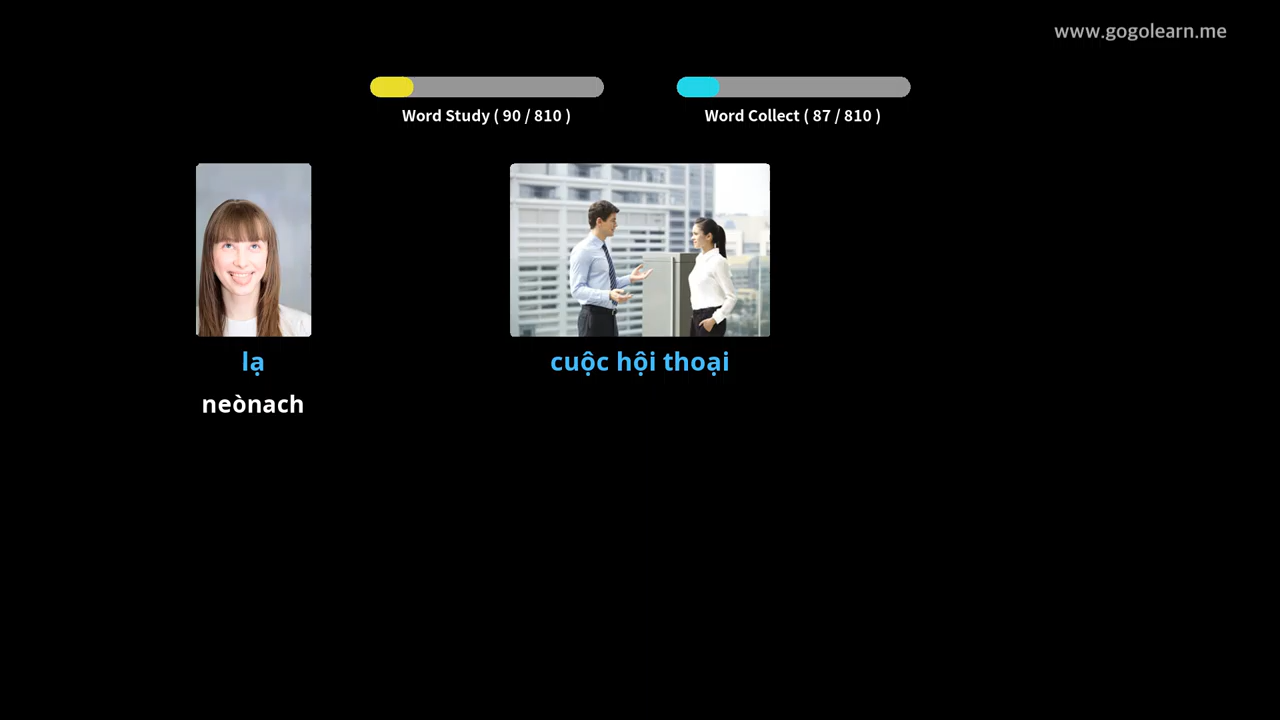 www.gogolearn.me
Word Study ( 90 / 810 )
Word Collect ( 87 / 810 )
lạ
cuộc hội thoại
neònach